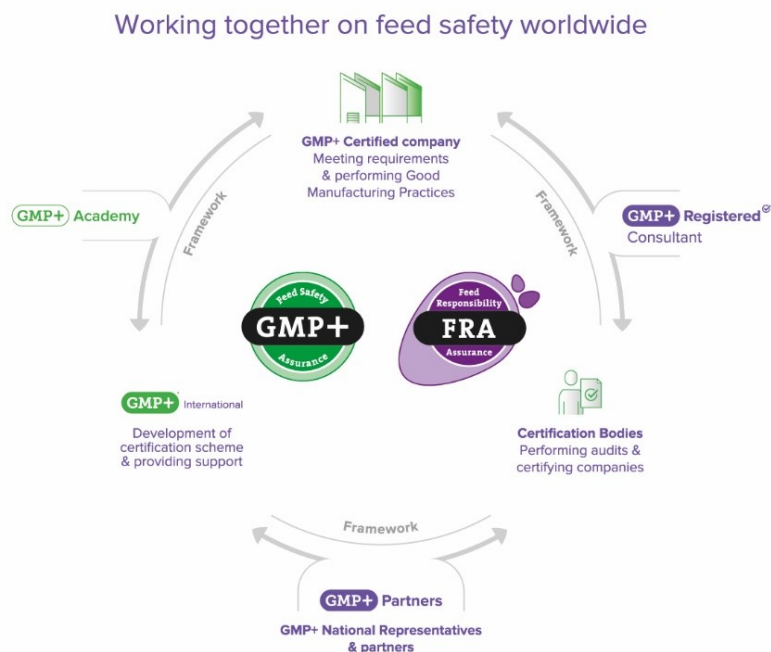 Working together on feed safety worldwide
GMP+ Certified company
Meeting requirements
& performing Good
Manufacturing Practices
Framework
Framework
GMP+ Academy
GMP+ Registered
Consultant
Feed Safety
GMP+
Assurance
Feed
Responsibility
FRA
Assurance
GMP+ International
Development of
certification scheme
& providing support
Certification Bodies
Performing audits &
certifying companies
Framework
GMP+ Partners
GMP+ National Representatives
& partners